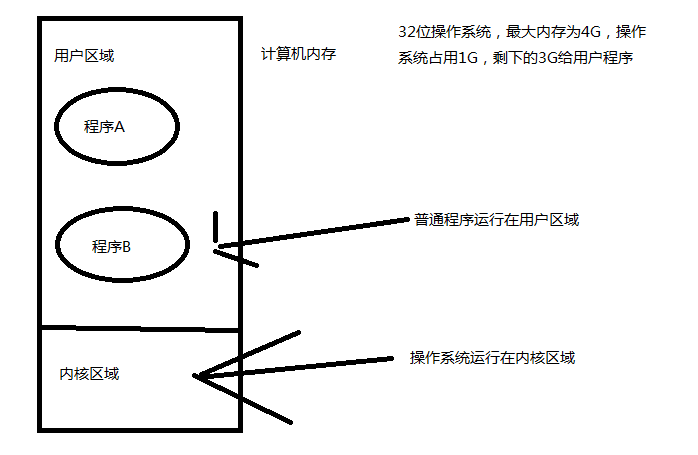 32位操作系统，最大内存为4G，操作
系统占用1G，剩下的3G给用户程序
用户区域
计算机内存
程序A
普通程序运行在用户区域
程序B
操作系统运行在内核区域
内核区域